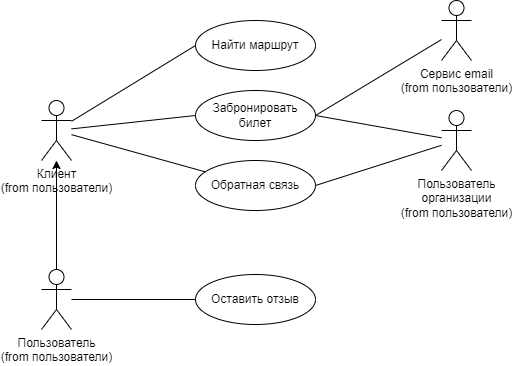 Найти маршрут
Сервис email
(from пользователи)
Забронировать
билет
Клиент
(from пользователи)
Обратная связь
Пользователь
организации
(from пользователи)
Оставить отзыв
Пользователь
(from пользователи)